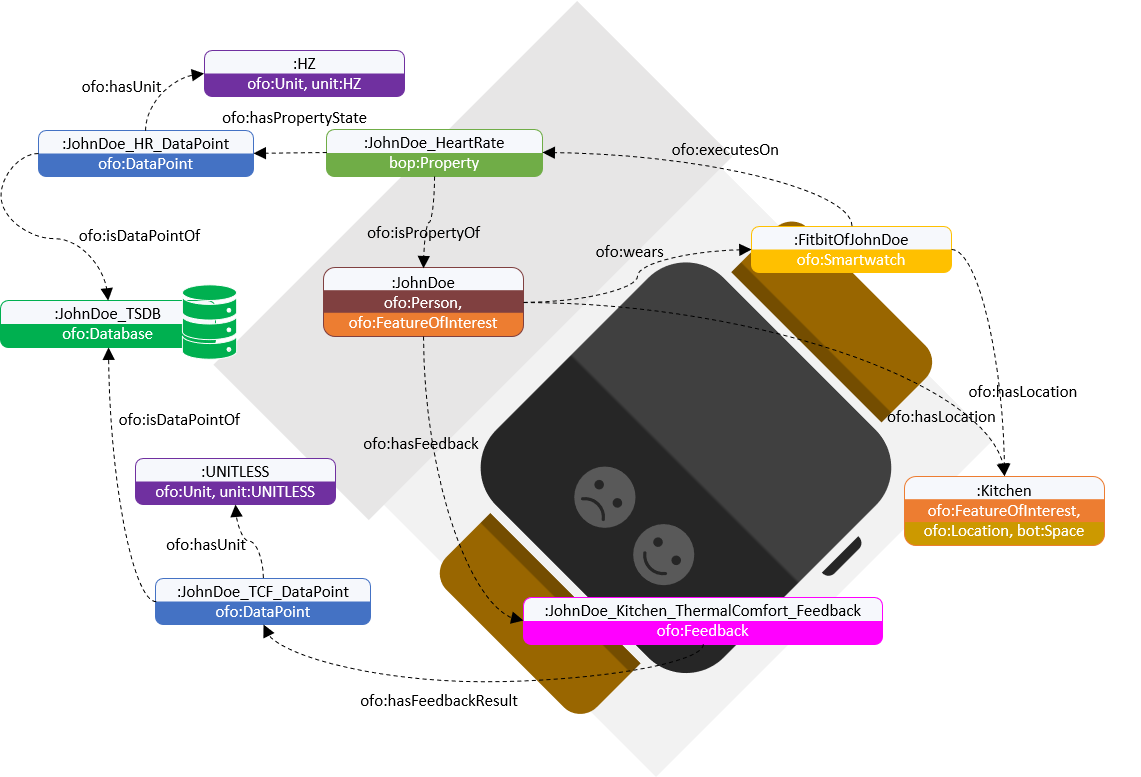 :HZ
ofo:Unit, unit:HZ
ofo:hasUnit
ofo:hasPropertyState
:JohnDoe_HR_DataPoint
ofo:DataPoint
:JohnDoe_HeartRate
bop:Property
ofo:executesOn
ofo:isDataPointOf
ofo:isPropertyOf
ofo:wears
:FitbitOfJohnDoe
ofo:Smartwatch
:JohnDoe
ofo:Person,
ofo:FeatureOfInterest
:JohnDoe_TSDB
ofo:Database
ofo:hasLocation
ofo:hasLocation
ofo:isDataPointOf
ofo:hasFeedback
:UNITLESS
ofo:Unit, unit:UNITLESS
:Kitchen
ofo:FeatureOfInterest,
ofo:Location, bot:Space
ofo:hasUnit
:JohnDoe_TCF_DataPoint
ofo:DataPoint
:JohnDoe_Kitchen_ThermalComfort_Feedback
ofo:Feedback
ofo:hasFeedbackResult